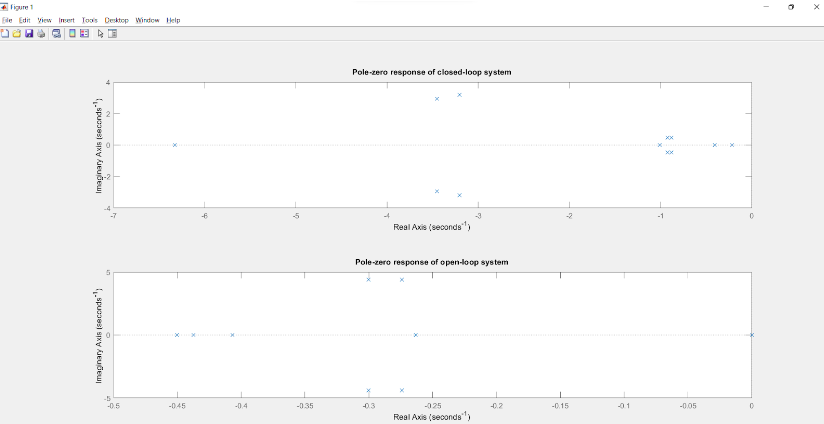 Figure 1
File Edit View Insert Tools Desktop Window Help
Pole-zero response of closed-loop system
Imaginary Axis (seconds⁻¹)
4
2
0
-2
-4
-7 -6 -5 -4 -3 -2 -1 0
Real Axis (seconds⁻¹)
Pole-zero response of open-loop system
Imaginary Axis (seconds⁻¹)
5
0
-5
-0.5 -0.45 -0.4 -0.35 -0.3 -0.25 -0.2 -0.15 -0.1 -0.05 0
Real Axis (seconds⁻¹)